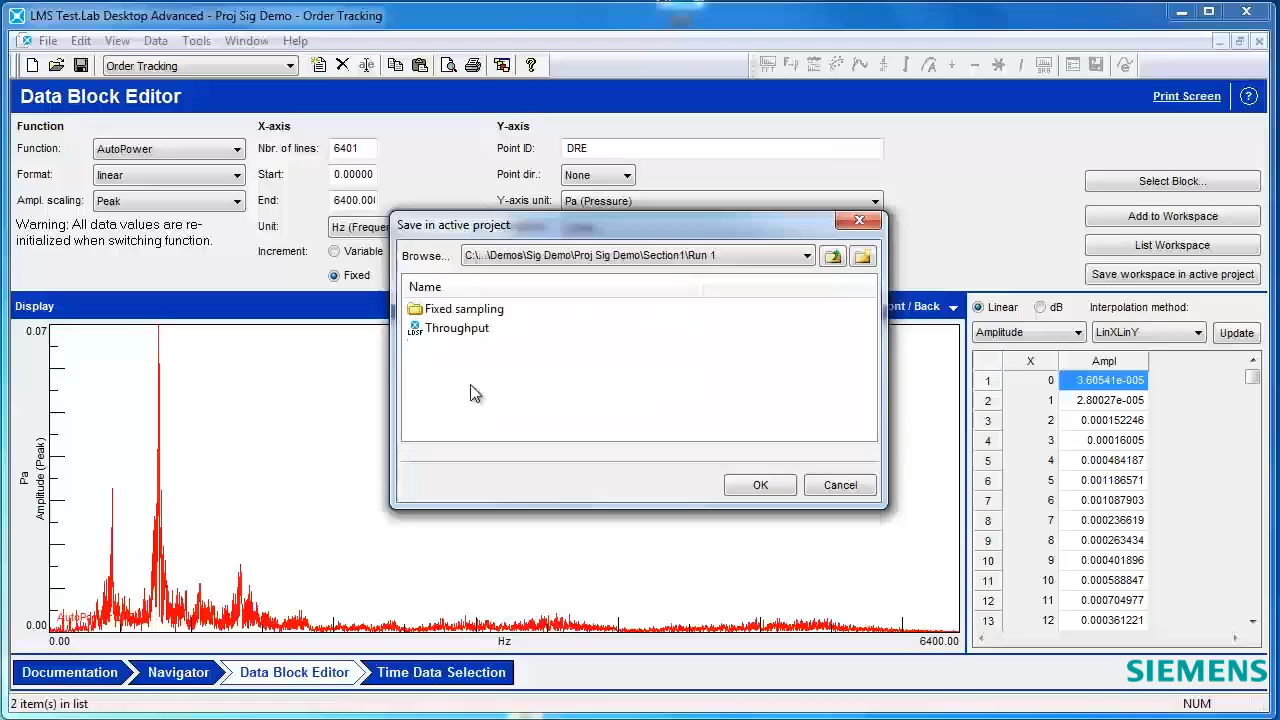 LMS Test.Lab Desktop Advanced - Proj Sig Demo - Order Tracking
File Edit View Data Tools Window Help
Order Tracking
Data Block Editor
Print Screen
Function
X-axis
Y-axis
Function: AutoPower
Nbr. of lines: 6401
Point ID: DRE
Format: linear
Start: 0.00000
Point dir.: None
Select Block...
Ampl. scaling: Peak
End: 6400.00
Y-axis unit: Pa (Pressure)
Add to Workspace
Warning: All data values are re-
initialized when switching function.
Unit: Hz (Frequen
List Workspace
Increment: Variable
Fixed
Save workspace in active project
Save in active project
Browse... C:\...\Demos\Sig Demo\Proj Sig Demo\Section1\Run 1
Name
Fixed sampling
LDSF Throughput
OK Cancel
Display
ont / Back
Linear dB Interpolation method:
Amplitude LinXLinY Update
X Ampl
1 0 3.60541e-005
2 1 2.80027e-005
3 2 0.000152246
4 3 0.00016005
5 4 0.000484187
6 5 0.001186571
7 6 0.001087903
8 7 0.000236619
9 8 0.000263434
10 9 0.000401896
11 10 0.000588847
12 11 0.000704977
13 12 0.000361221
0.07
Pa
Amplitude (Peak)
0.00
0.00 Hz 6400.00
Documentation Navigator Data Block Editor Time Data Selection
SIEMENS
2 item(s) in list
NUM